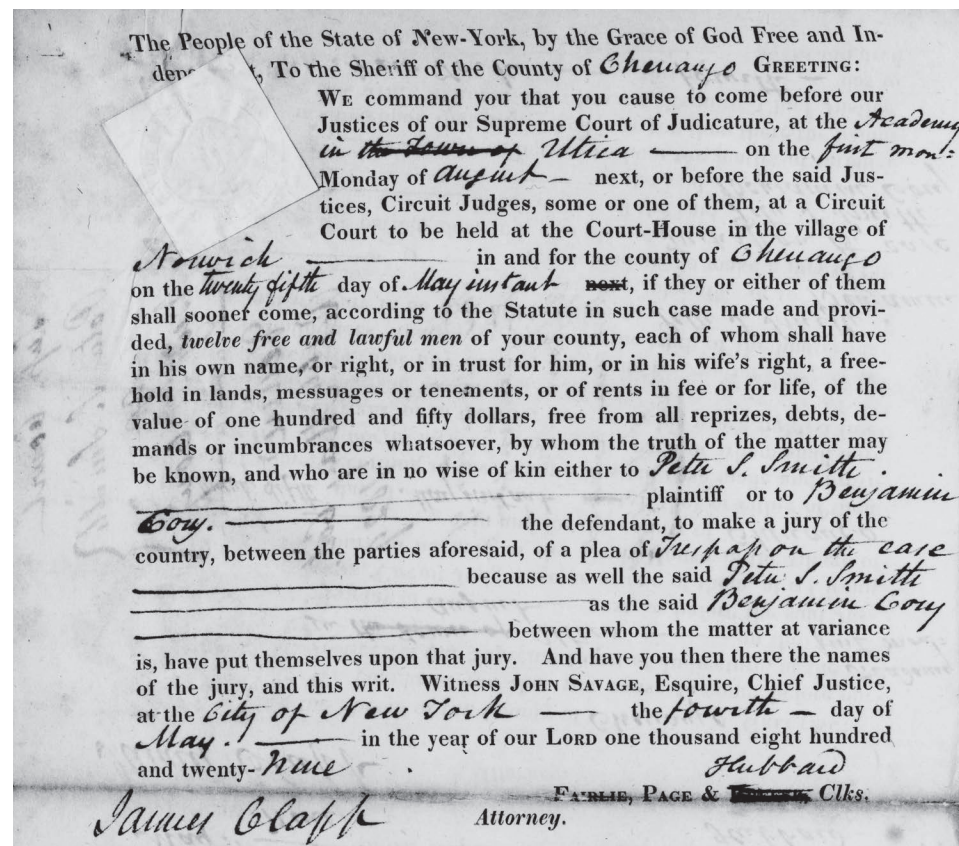 The People of the State of New-York, by the Grace of God Free and In-
dent, To the Sheriff of the County of Chenango GREETING:
WE command you that you cause to come before our
Justices of our Supreme Court of Judicature, at the Academy
in the Town of Utica on the first mon:
Monday of August next, or before the said Jus-
tices, Circuit Judges, some or one of them, at a Circuit
Court to be held at the Court-House in the village of
Norwich in and for the county of Chenango
on the twenty fifth day of May instant next, if they or either of them
shall sooner come, according to the Statute in such case made and provi-
ded, twelve free and lawful men of your county, each of whom shall have
in his own name, or right, or in trust for him, or in his wife's right, a free-
hold in lands, messuages or tenements, or of rents in fee or for life, of the
value of one hundred and fifty dollars, free from all reprizes, debts, de-
mands or incumbrances whatsoever, by whom the truth of the matter may
be known, and who are in no wise of kin either to Peter S. Smith.
plaintiff or to Benjamin
Cory. the defendant, to make a jury of the
country, between the parties aforesaid, of a plea of Trespass on the case
because as well the said Peter S. Smith
as the said Benjamin Cory
between whom the matter at variance
is, have put themselves upon that jury. And have you then there the names
of the jury, and this writ. Witness JOHN SAVAGE, Esquire, Chief Justice,
at the City of New York the fourth day of
May. in the year of our LORD one thousand eight hundred
and twenty-nine
Hubbard
FAIRLIE, PAGE & Clks.
James Clapp Attorney.